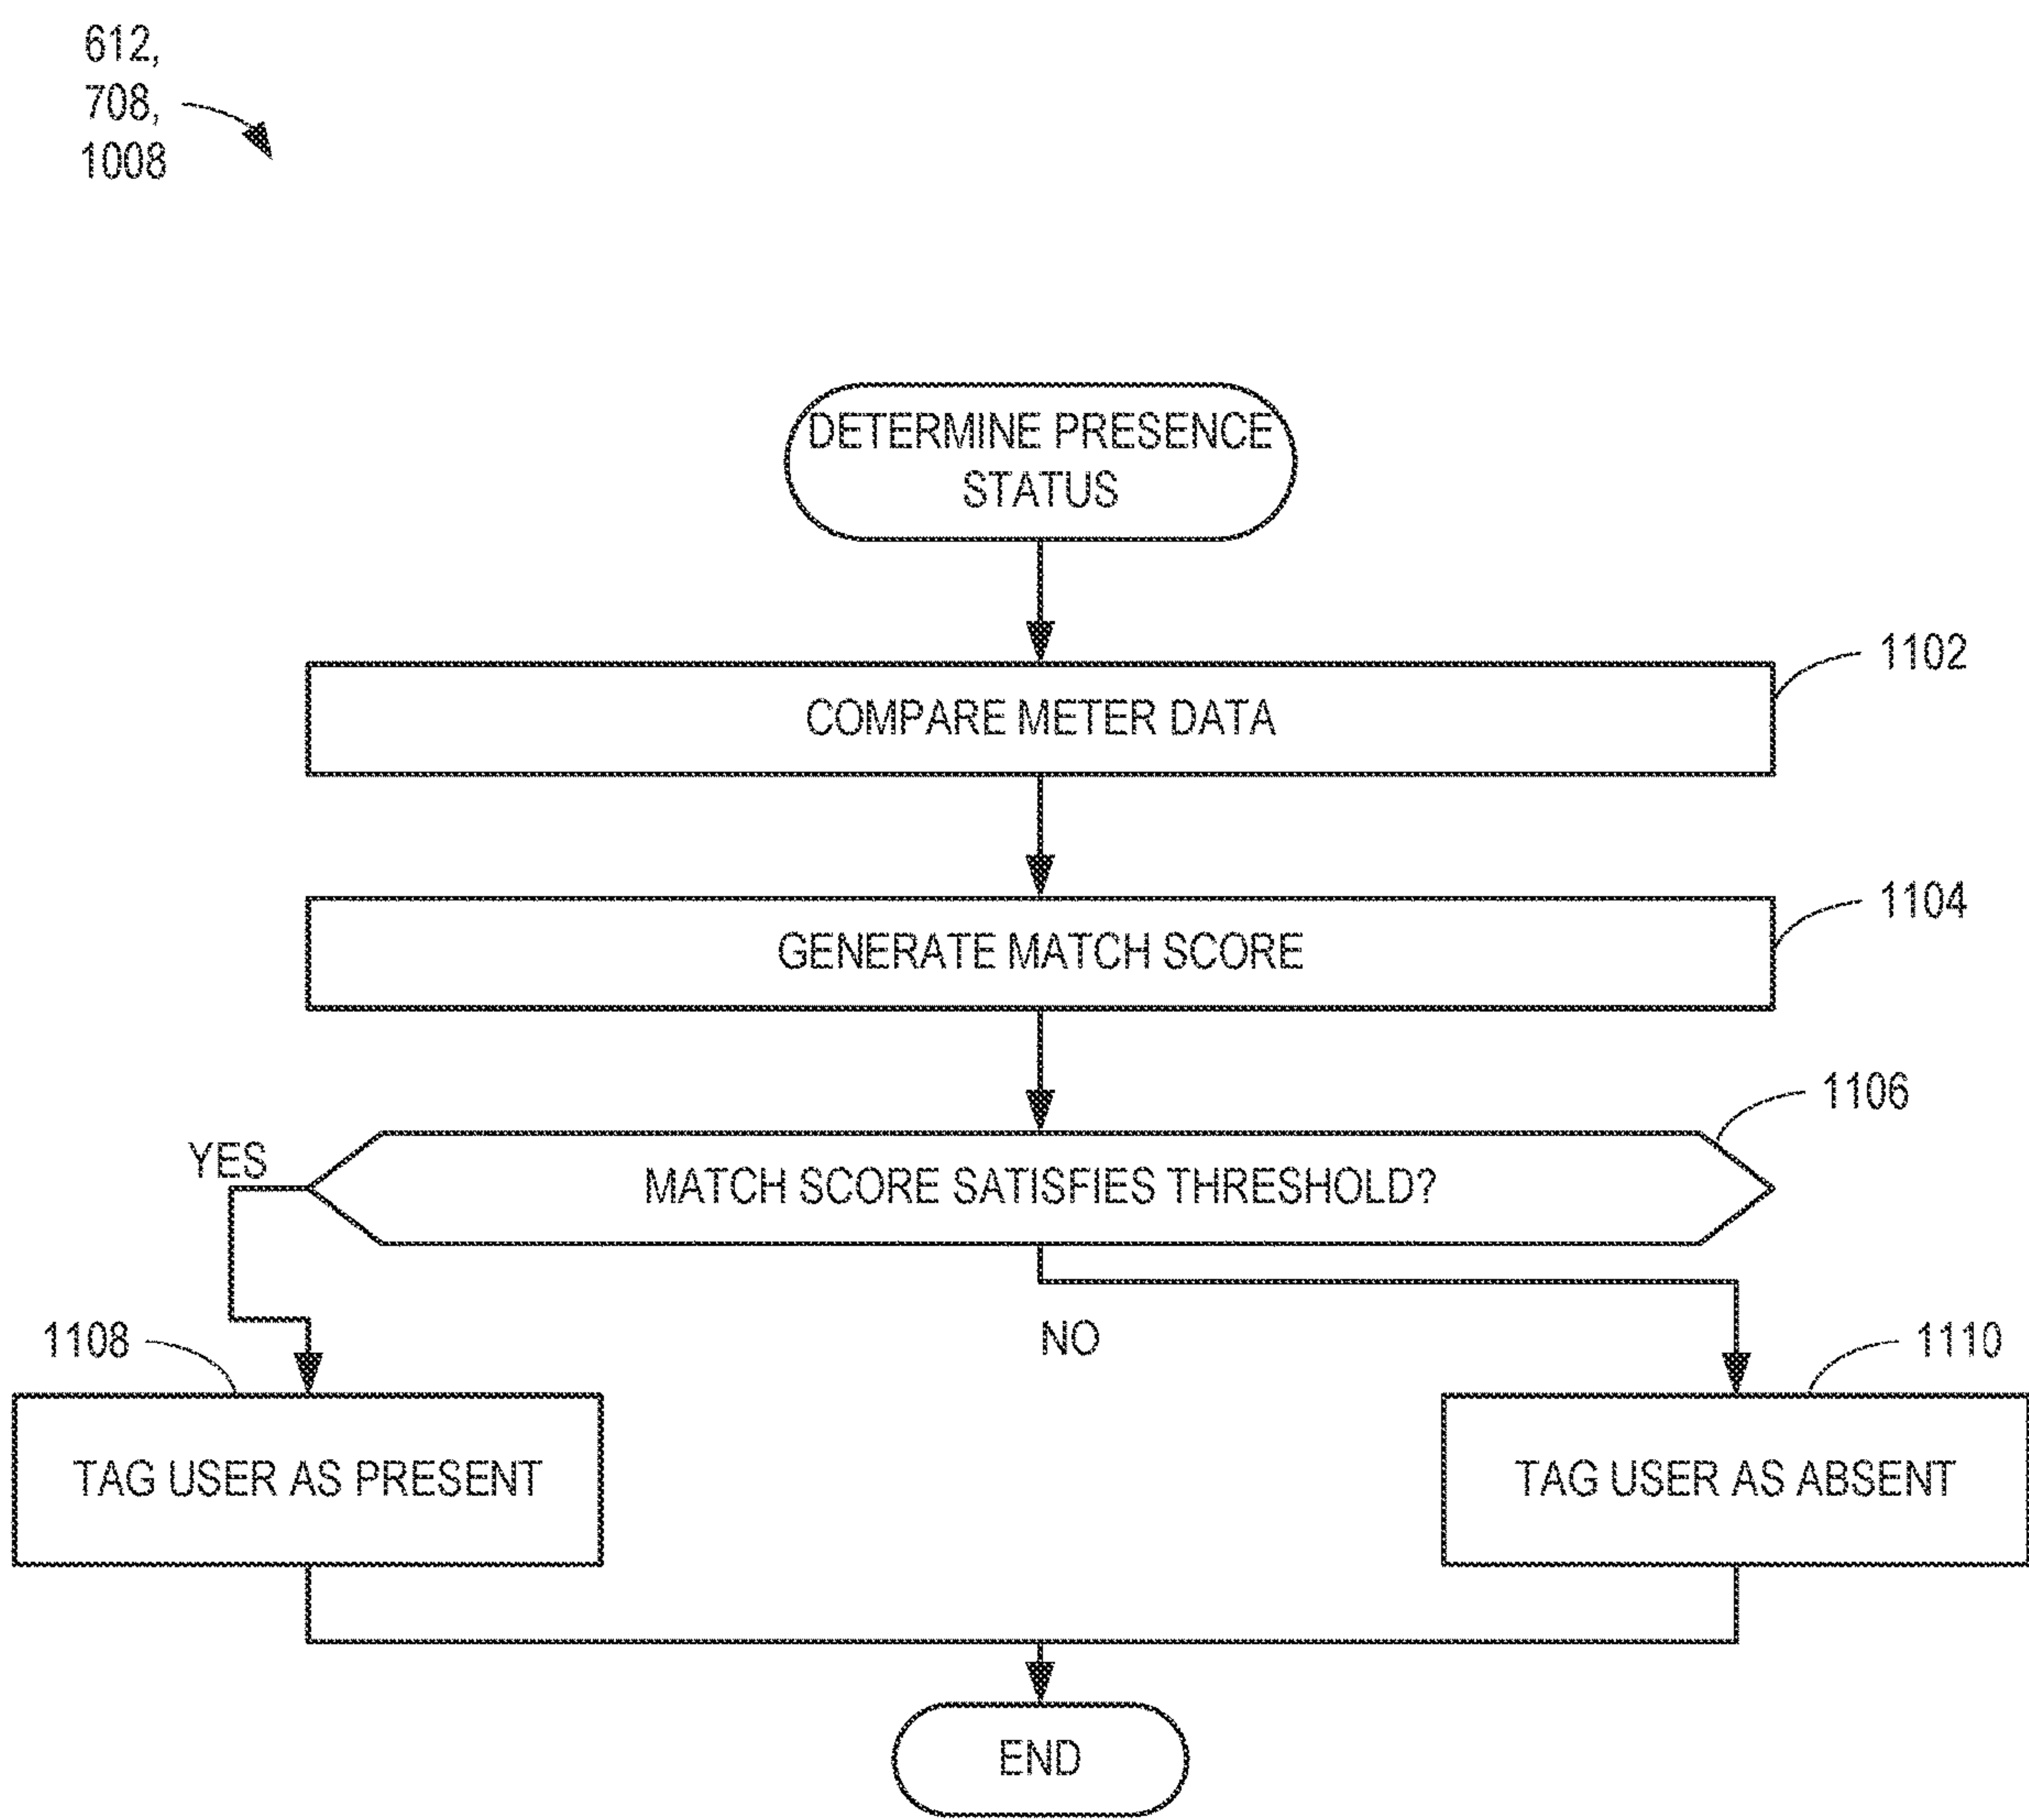 612,
708,
1008
DETERMINE PRESENCE
STATUS
1102
COMPARE METER DATA
1104
GENERATE MATCH SCORE
1106
YES
MATCH SCORE SATISFIES THRESHOLD?
1108
NO
1110
TAG USER AS PRESENT
TAG USER AS ABSENT
END